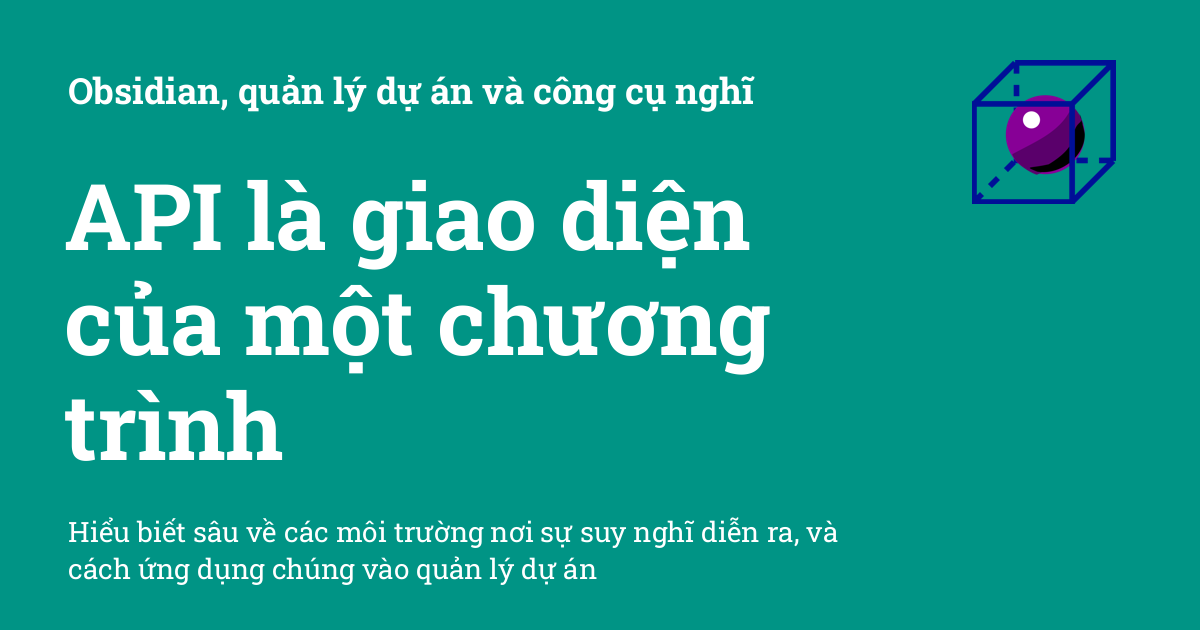 Obsidian, quản lý dự án và công cụ nghĩ
API là giao diện
của một chương
trình
Hiểu biết sâu về các môi trường nơi sự suy nghĩ diễn ra, và
cách ứng dụng chúng vào quản lý dự án